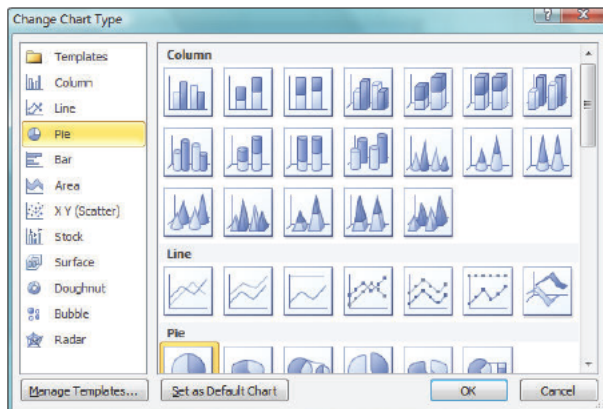 Change Chart Type
Templates
Column
Line
Pie
Bar
Area
X Y (Scatter)
Stock
Surface
Doughnut
Bubble
Radar
Column
Line
Pie
Manage Templates...
Set as Default Chart
OK
Cancel